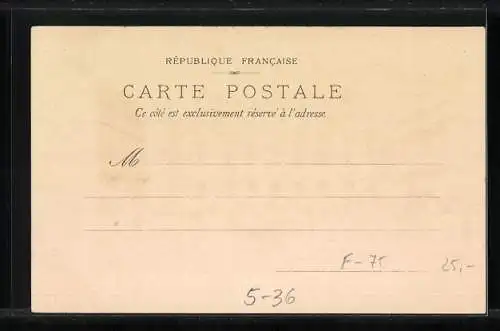 RÉPUBLIQUE FRANÇAISE
CARTE POSTALE
Ce côté est exclusivement réservé à l'adresse.
M
F-75 25,-
5-36